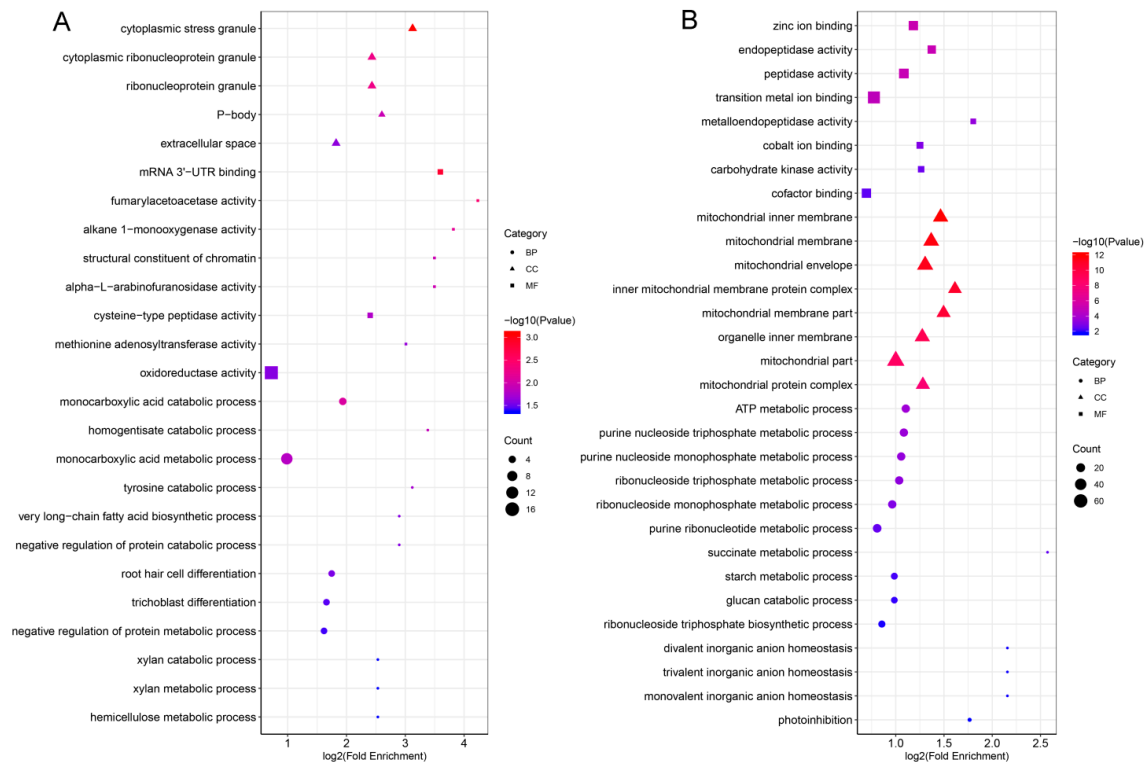 A
cytoplasmic stress granule
cytoplasmic ribonucleoprotein granule
ribonucleoprotein granule
P−body
extracellular space
mRNA 3'−UTR binding
fumarylacetoacetase activity
alkane 1−monooxygenase activity
structural constituent of chromatin
alpha−L−arabinofuranosidase activity
cysteine−type peptidase activity
methionine adenosyltransferase activity
oxidoreductase activity
monocarboxylic acid catabolic process
homogentisate catabolic process
monocarboxylic acid metabolic process
tyrosine catabolic process
very long−chain fatty acid biosynthetic process
negative regulation of protein catabolic process
root hair cell differentiation
trichoblast differentiation
negative regulation of protein metabolic process
xylan catabolic process
xylan metabolic process
hemicellulose metabolic process
1 2 3 4
log2(Fold Enrichment)
Category
BP
CC
MF
−log10(Pvalue)
3.0
2.5
2.0
1.5
Count
4
8
12
16
B
zinc ion binding
endopeptidase activity
peptidase activity
transition metal ion binding
metalloendopeptidase activity
cobalt ion binding
carbohydrate kinase activity
cofactor binding
mitochondrial inner membrane
mitochondrial membrane
mitochondrial envelope
inner mitochondrial membrane protein complex
mitochondrial membrane part
organelle inner membrane
mitochondrial part
mitochondrial protein complex
ATP metabolic process
purine nucleoside triphosphate metabolic process
purine nucleoside monophosphate metabolic process
ribonucleoside triphosphate metabolic process
ribonucleoside monophosphate metabolic process
purine ribonucleotide metabolic process
succinate metabolic process
starch metabolic process
glucan catabolic process
ribonucleoside triphosphate biosynthetic process
divalent inorganic anion homeostasis
trivalent inorganic anion homeostasis
monovalent inorganic anion homeostasis
photoinhibition
1.0 1.5 2.0 2.5
log2(Fold Enrichment)
−log10(Pvalue)
12
10
8
6
4
2
Category
BP
CC
MF
Count
20
40
60